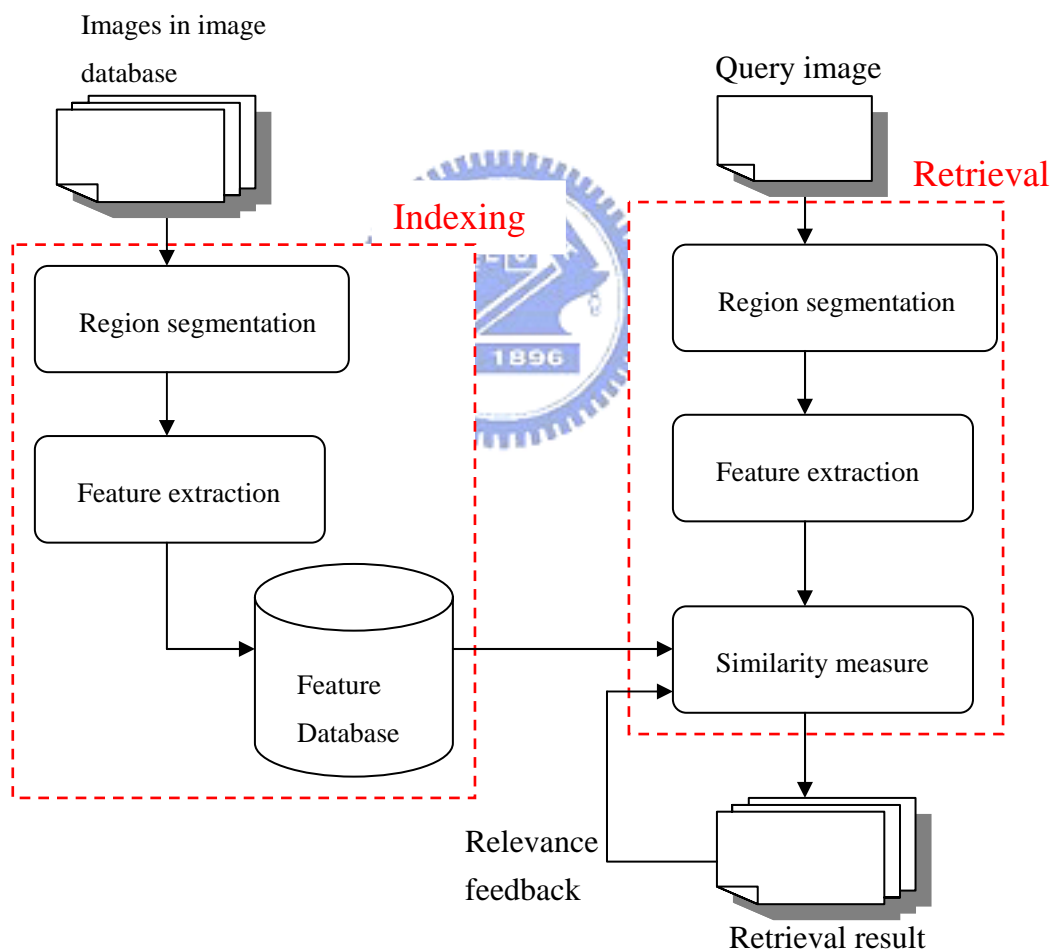 Images in image
database
Query image
Retrieval
Indexing
Region segmentation
Region segmentation
1896
Feature extraction
Feature extraction
Feature
Database
Similarity measure
Relevance
feedback
Retrieval result